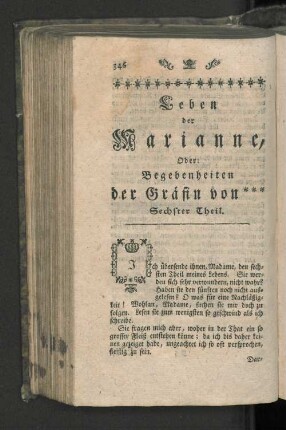 346
Leben
der
Marianne,
Oder:
Begebenheiten
der Gräfin von ***
Sechster Theil.
Ich übersende ihnen, Madame, den sech-
sten Theil meines Lebens. Sie wer-
den sich sehr verwundern, nicht wahr?
Haben sie den fünften noch nicht aus-
gelesen? O was für eine Nachläßig-
keit! Wohlan, Madame, suchen sie mir doch zu
folgen. Lesen sie zum wenigsten so geschwind als ich
schreibe.
Sie fragen mich aber, woher in der That ein so
grosser Fleiß entstehen könne; da ich bis daher kei-
nen gezeiget habe, ungeachtet ich so oft versprochen,
fleißig zu seyn.